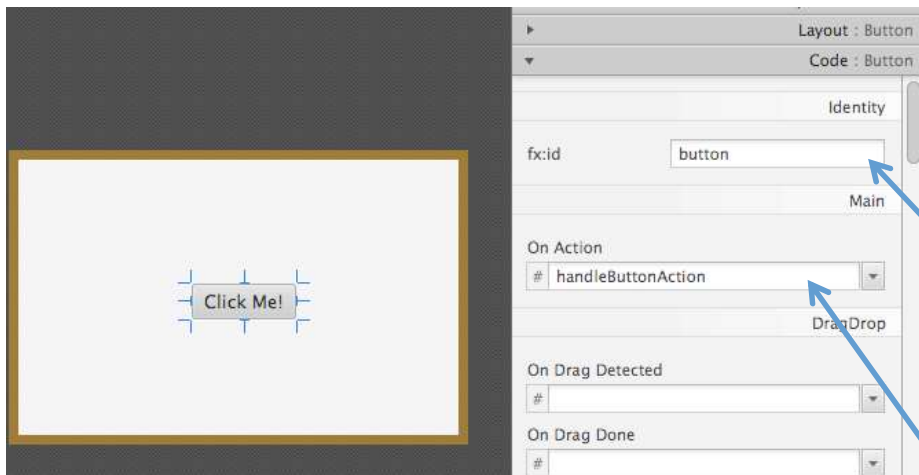 Layout : Button
Code : Button
Identity
fx:id button
Main
On Action
# handleButtonAction
DragDrop
On Drag Detected
#
On Drag Done
#
Click Me!